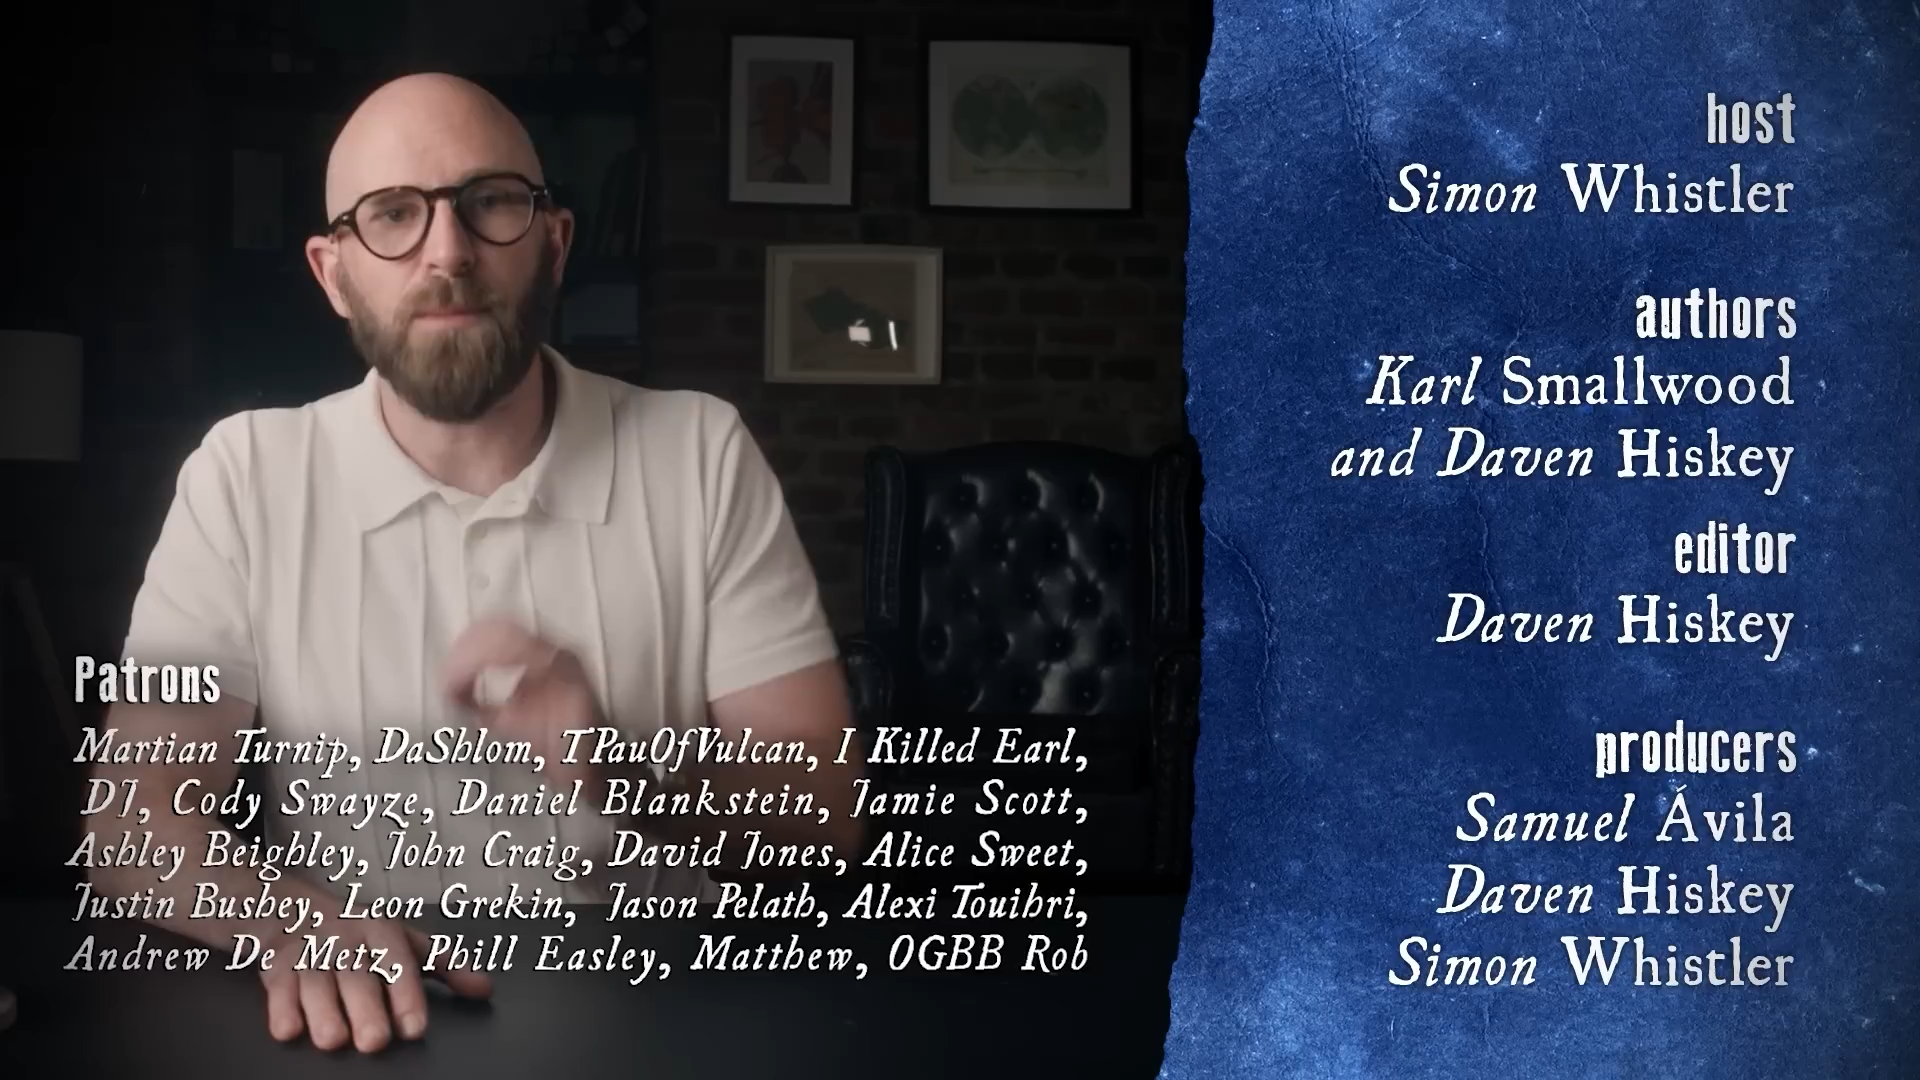 host
Simon Whistler
authors
Karl Smallwood
and Daven Hiskey
editor
Daven Hiskey
producers
Samuel Ávila
Daven Hiskey
Simon Whistler
Patrons
Martian Turnip, DaShlom, TPauOfVulcan, I Killed Earl,
DJ, Cody Swayze, Daniel Blankstein, Jamie Scott,
Ashley Beighley, John Craig, David Jones, Alice Sweet,
Justin Bushey, Leon Grekin, Jason Pelath, Alexi Touihri,
Andrew De Metz, Phill Easley, Matthew, OGBB Rob